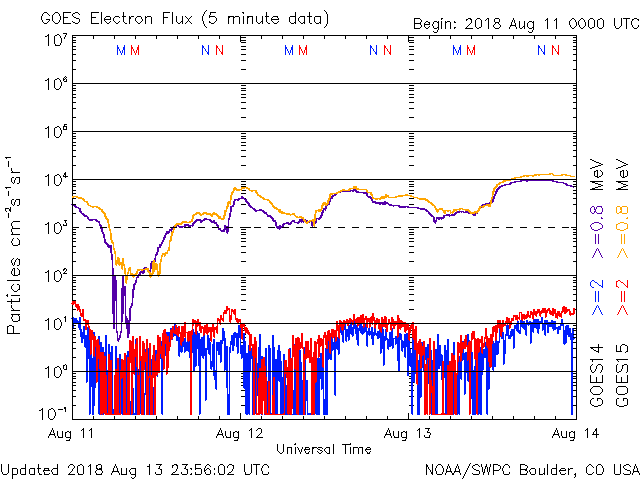 GOES Electron Flux (5 minute data)
Begin: 2018 Aug 11 0000 UTC
M M N N M M N N M M N N
10⁷
10⁶
10⁵
10⁴
10³
10²
10¹
10⁰
10⁻¹
Particles cm⁻²s⁻¹sr⁻¹
Aug 11
Aug 12
Aug 13
Aug 14
Universal Time
GOES14 >=2 >=0.8 MeV
GOES15 >=2 >=0.8 MeV
Updated 2018 Aug 13 23:56:02 UTC
NOAA/SWPC Boulder, CO USA